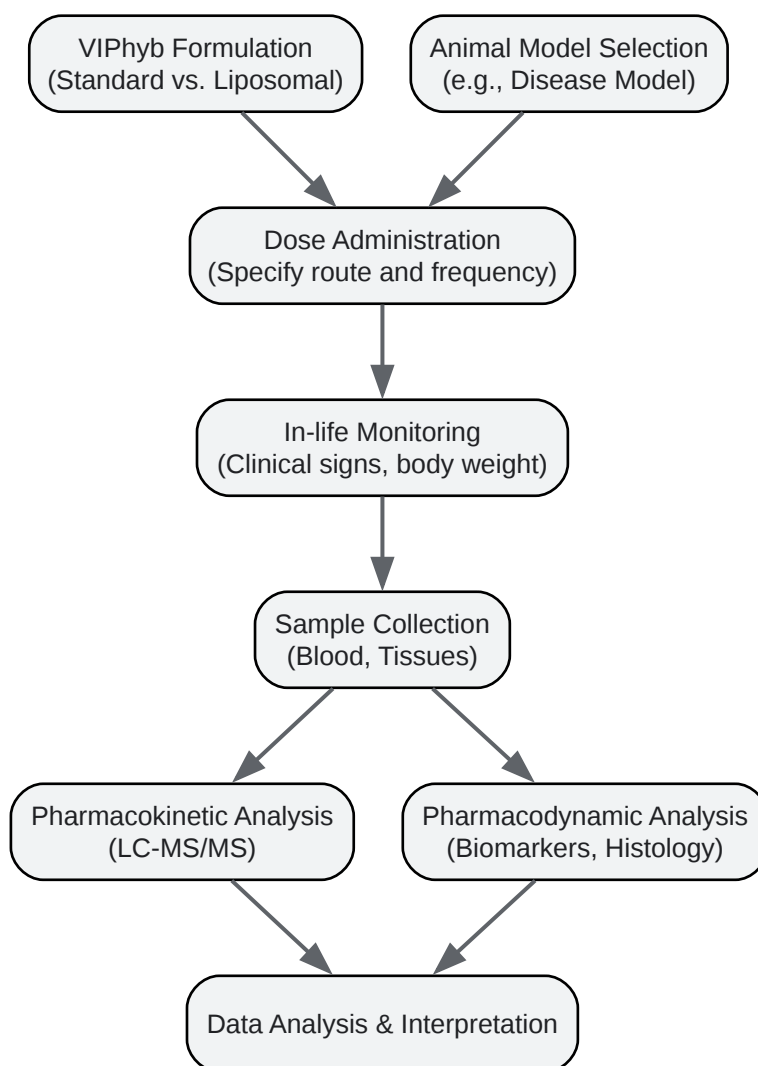 VIPhyb Formulation
(Standard vs. Liposomal)
Animal Model Selection
(e.g., Disease Model)
Dose Administration
(Specify route and frequency)
In-life Monitoring
(Clinical signs, body weight)
Sample Collection
(Blood, Tissues)
Pharmacokinetic Analysis
(LC-MS/MS)
Pharmacodynamic Analysis
(Biomarkers, Histology)
Data Analysis & Interpretation